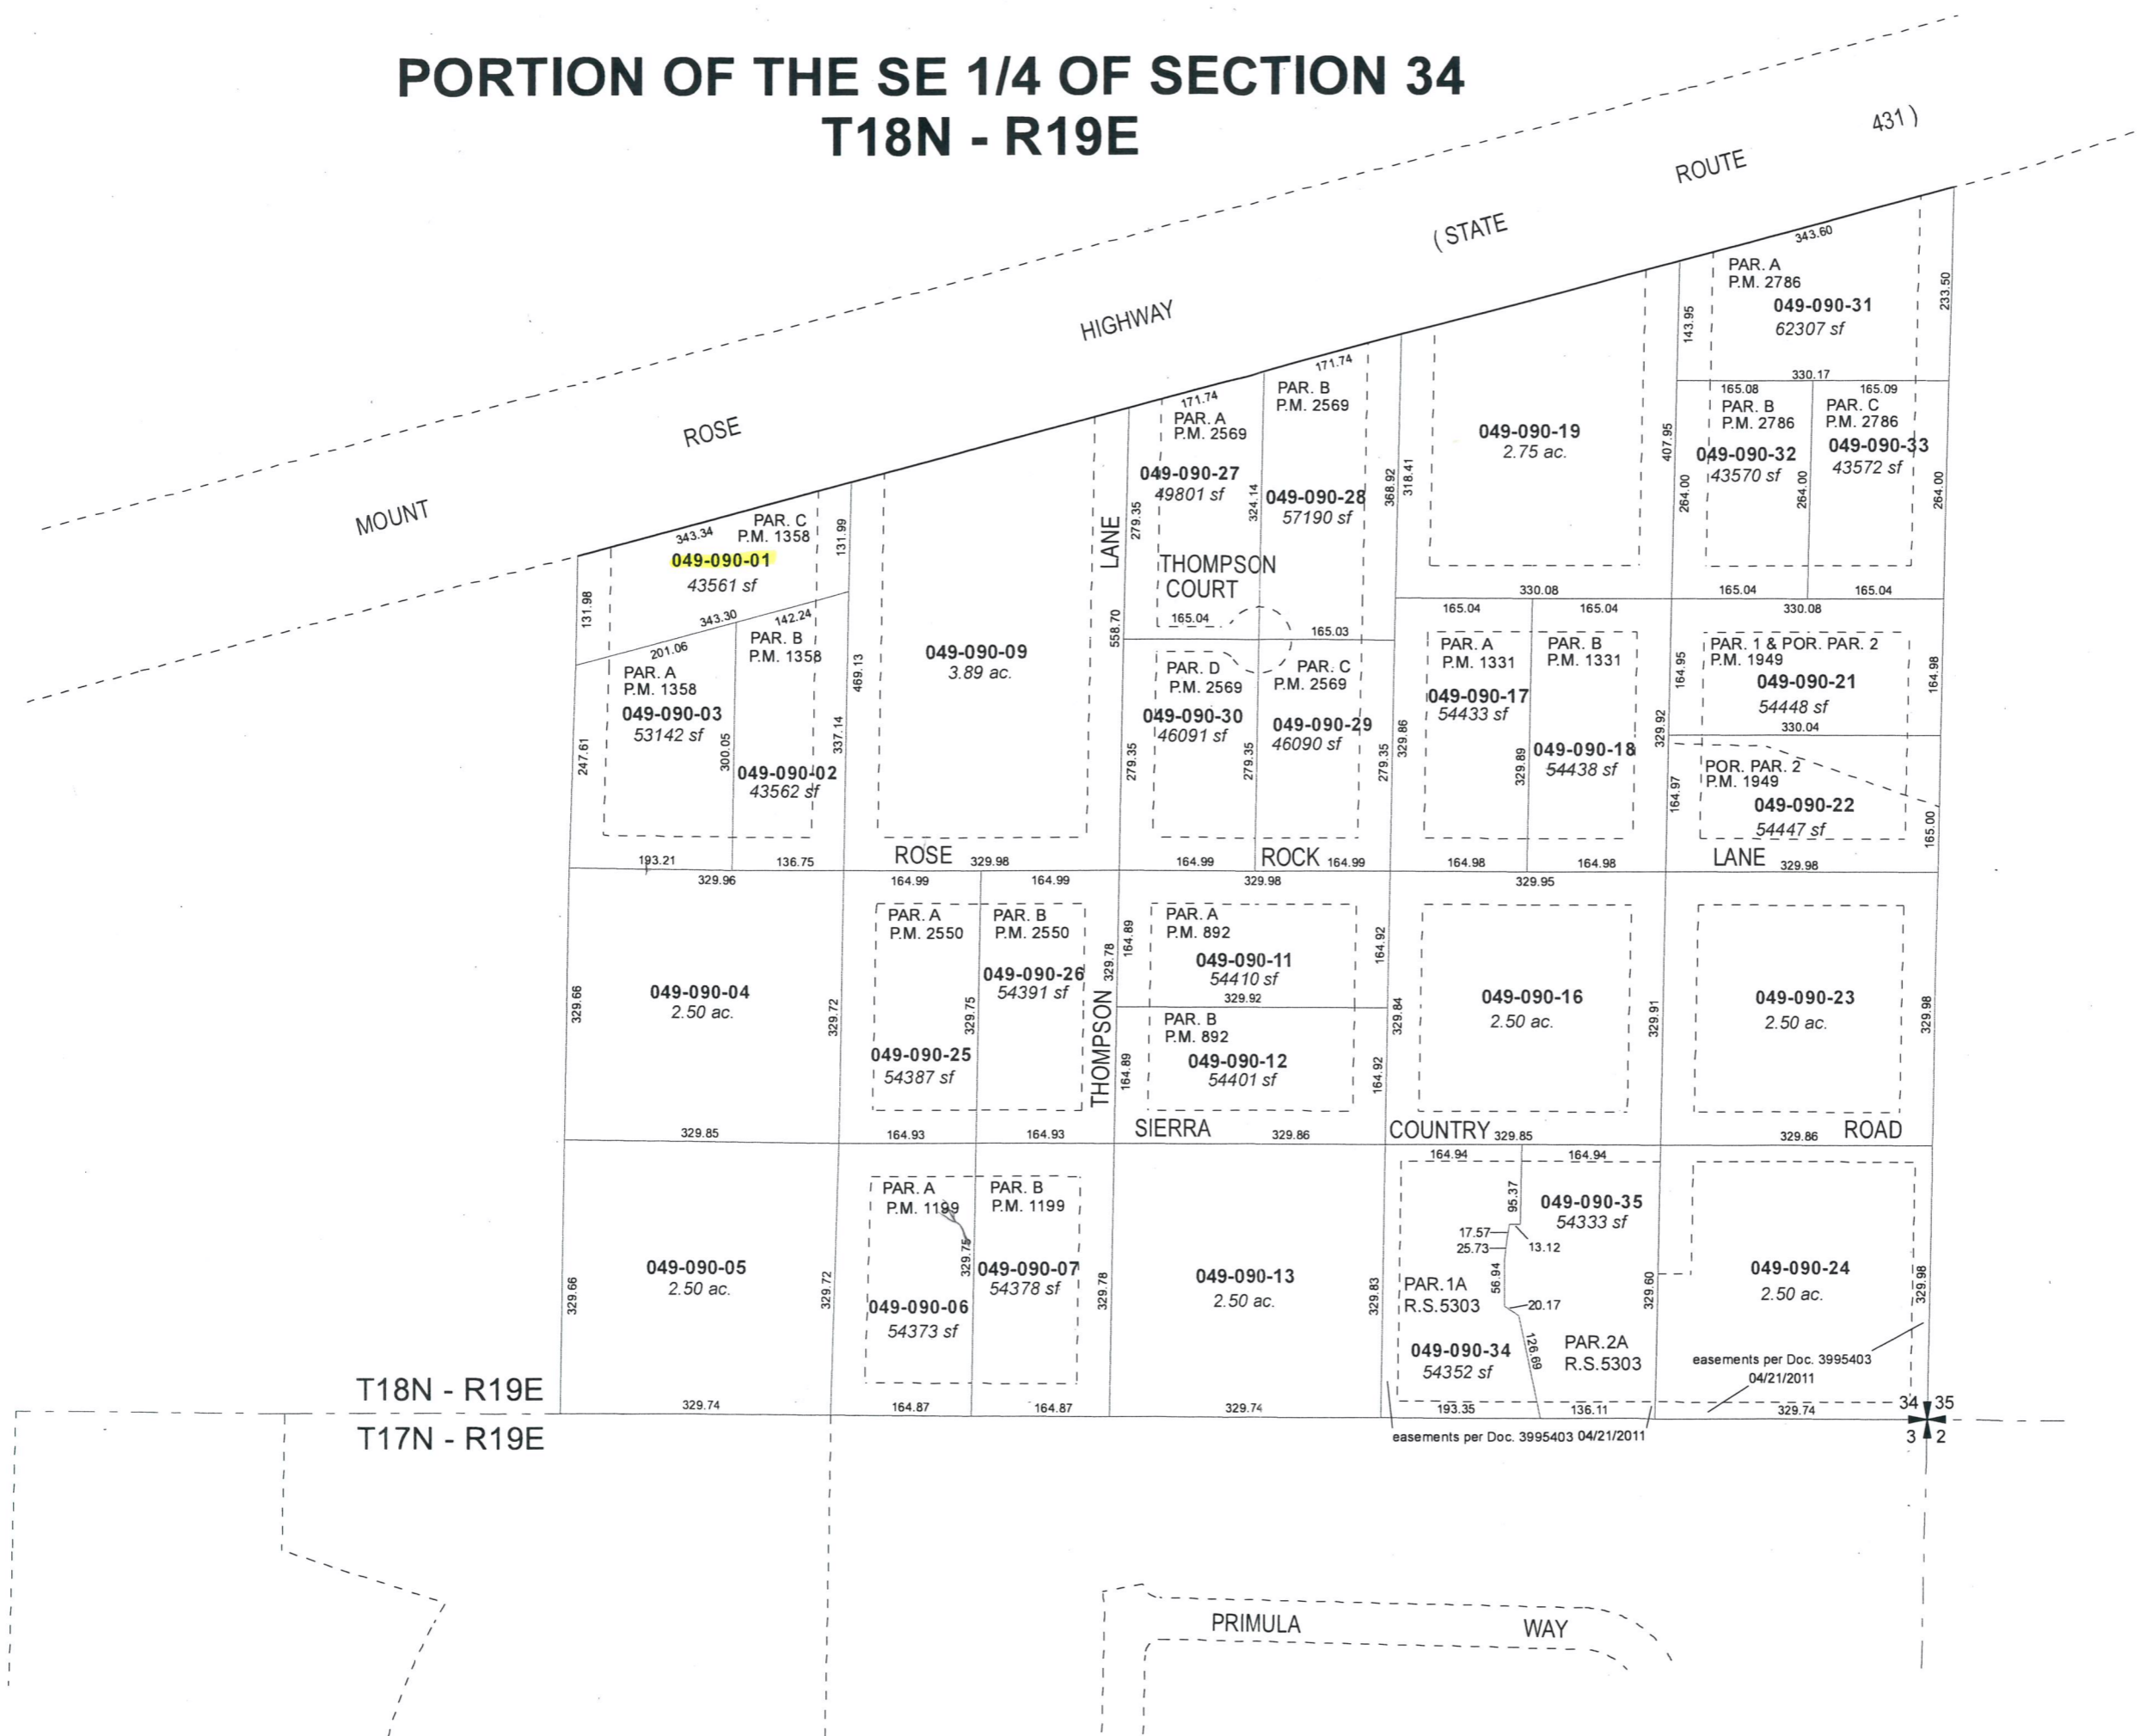 PORTION OF THE SE 1/4 OF SECTION 34
T18N - R19E
MOUNT ROSE HIGHWAY ( STATE ROUTE 431 )
343.60
PAR. A
P.M. 2786
049-090-31
62307 sf
143.95
233.50
330.17
165.08
165.09
PAR. B
P.M. 2786
049-090-32
43570 sf
PAR. C
P.M. 2786
049-090-33
43572 sf
407.95
264.00
264.00
264.00
165.04
165.04
330.08
049-090-19
2.75 ac.
318.41
330.08
171.74
PAR. B
P.M. 2569
049-090-28
57190 sf
368.92
171.74
PAR. A
P.M. 2569
049-090-27
49801 sf
324.14
279.35
THOMPSON
COURT
165.04
165.03
LANE
558.70
PAR. D
P.M. 2569
049-090-30
46091 sf
279.35
279.35
PAR. C
P.M. 2569
049-090-29
46090 sf
279.35
343.34
PAR. C
P.M. 1358
049-090-01
43561 sf
131.98
131.99
343.30
142.24
201.06
PAR. B
P.M. 1358
049-090-02
43562 sf
PAR. A
P.M. 1358
049-090-03
53142 sf
247.61
300.05
337.14
469.13
049-090-09
3.89 ac.
165.04
165.04
PAR. A
P.M. 1331
049-090-17
54433 sf
PAR. B
P.M. 1331
049-090-18
54438 sf
329.86
329.89
329.92
PAR. 1 & POR. PAR. 2
P.M. 1949
049-090-21
54448 sf
164.95
164.98
330.04
POR. PAR. 2
P.M. 1949
049-090-22
54447 sf
164.97
165.00
193.21
136.75
ROSE
329.98
164.99
ROCK
164.99
164.98
164.98
LANE
329.98
329.96
164.99
164.99
329.98
329.95
049-090-04
2.50 ac.
329.66
329.72
PAR. A
P.M. 2550
049-090-25
54387 sf
329.75
PAR. B
P.M. 2550
049-090-26
54391 sf
329.78
THOMPSON
164.89
PAR. A
P.M. 892
049-090-11
54410 sf
164.92
329.92
PAR. B
P.M. 892
049-090-12
54401 sf
164.89
164.92
329.84
049-090-16
2.50 ac.
329.91
049-090-23
2.50 ac.
329.98
329.85
164.93
164.93
SIERRA
329.86
COUNTRY
329.85
329.86
ROAD
049-090-05
2.50 ac.
329.66
329.72
PAR. A
P.M. 1199
049-090-06
54373 sf
329.75
PAR. B
P.M. 1199
049-090-07
54378 sf
329.78
049-090-13
2.50 ac.
329.83
164.94
164.94
95.37
17.57
25.73
13.12
56.94
20.17
126.69
049-090-35
54333 sf
PAR.1A
R.S.5303
049-090-34
54352 sf
PAR.2A
R.S.5303
329.60
049-090-24
2.50 ac.
329.98
easements per Doc. 3995403
04/21/2011
T18N - R19E
329.74
164.87
164.87
329.74
193.35
136.11
329.74
34 35
T17N - R19E
easements per Doc. 3995403 04/21/2011
3 2
PRIMULA WAY